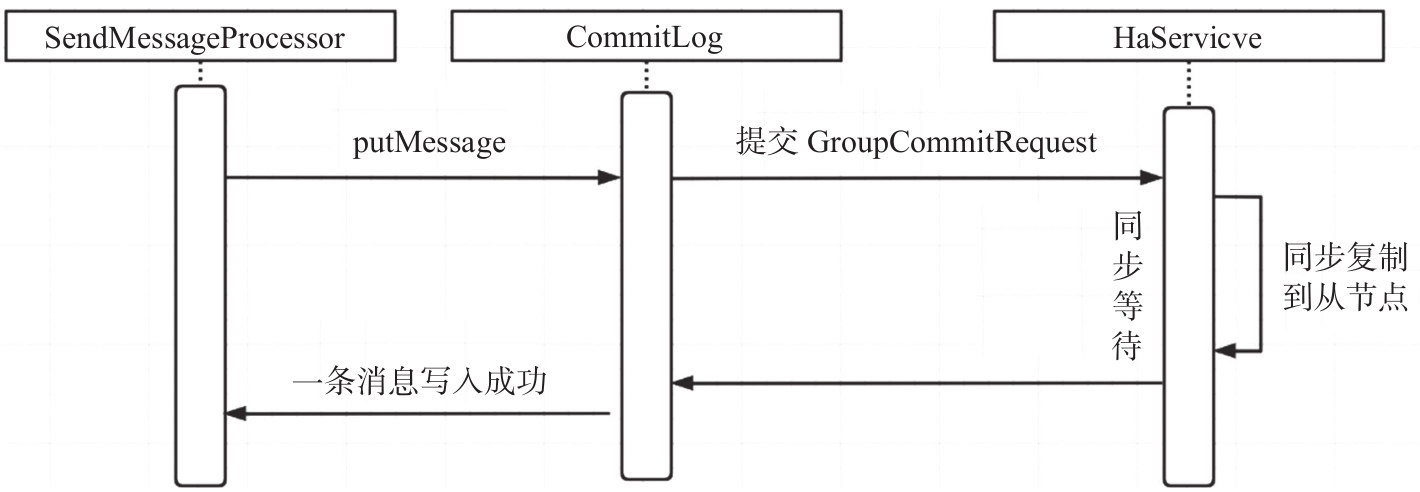 SendMessageProcessor
CommitLog
HaServicve
putMessage
提交 GroupCommitRequest
同步等待
同步复制
到从节点
一条消息写入成功